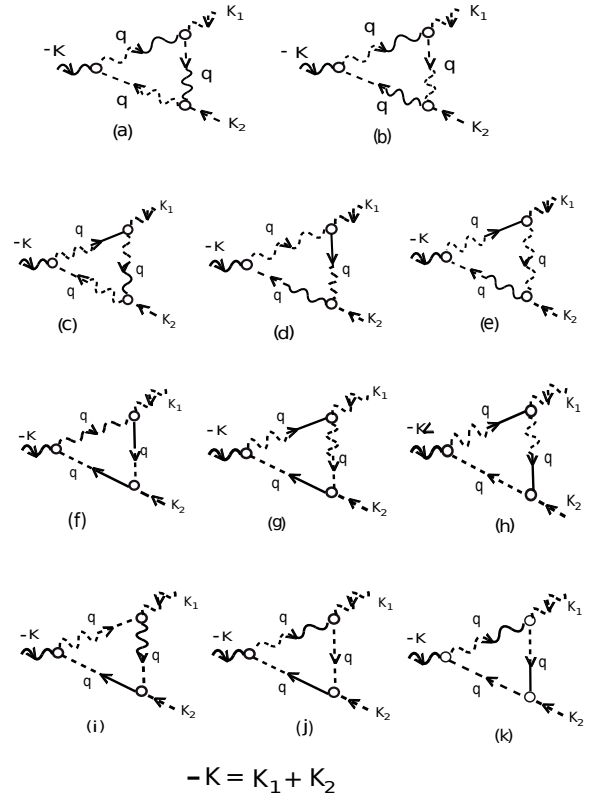 K₁ K₁
-K q - K q
q q
q q
K₂ K₂
(a) (b)
K₁ K₁ K₁
-K q -K q -K q
q q q
q q q
K₂ K₂ K₂
(c) (d) (e)
K₁ K₁ K₁
-K q -K q -K q
q q q
q q q
K₂ K₂ K₂
(f) (g) (h)
K₁ K₁ K₁
-K q -K q -K q
q q q
q q q
K₂ K₂ K₂
(i) (j) (k)
-K = K₁ + K₂